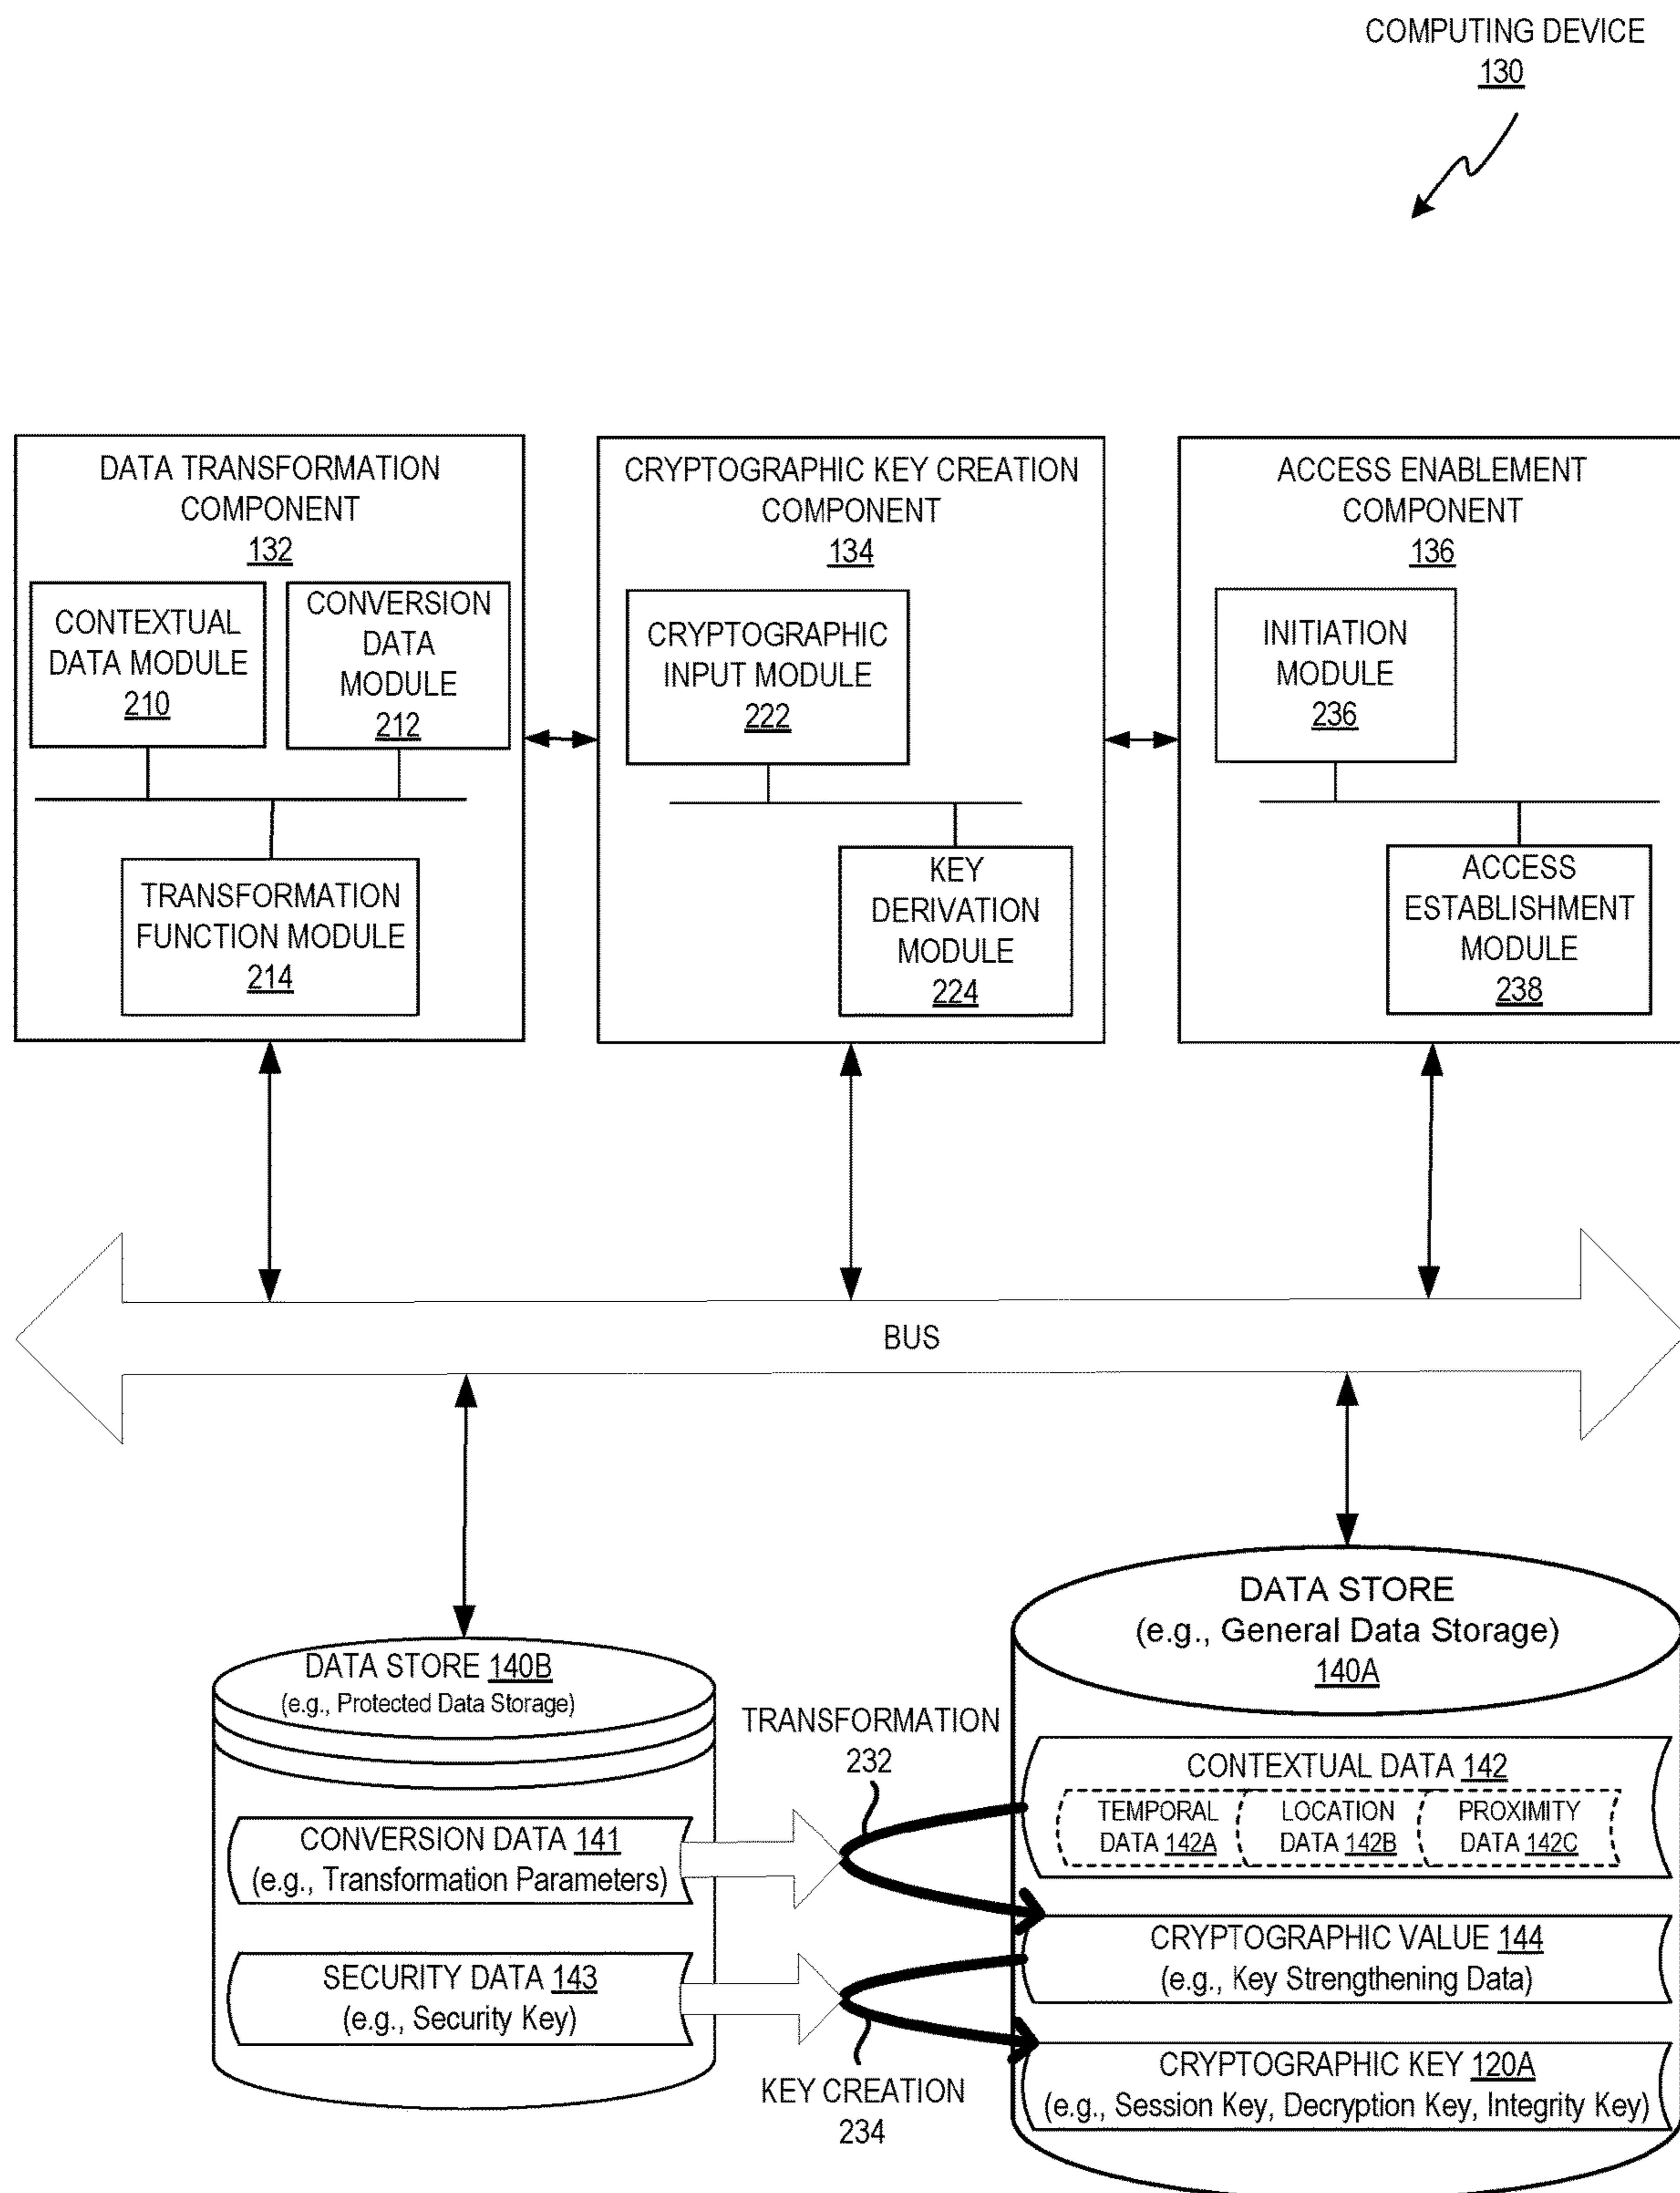 COMPUTING DEVICE
130
DATA TRANSFORMATION
COMPONENT
132
CONTEXTUAL
DATA MODULE
210
CONVERSION
DATA
MODULE
212
TRANSFORMATION
FUNCTION MODULE
214
CRYPTOGRAPHIC KEY CREATION
COMPONENT
134
CRYPTOGRAPHIC
INPUT MODULE
222
KEY
DERIVATION
MODULE
224
ACCESS ENABLEMENT
COMPONENT
136
INITIATION
MODULE
236
ACCESS
ESTABLISHMENT
MODULE
238
BUS
DATA STORE 140B
(e.g., Protected Data Storage)
CONVERSION DATA 141
(e.g., Transformation Parameters)
SECURITY DATA 143
(e.g., Security Key)
TRANSFORMATION
232
KEY CREATION
234
DATA STORE
(e.g., General Data Storage)
140A
CONTEXTUAL DATA 142
TEMPORAL
DATA 142A
LOCATION
DATA 142B
PROXIMITY
DATA 142C
CRYPTOGRAPHIC VALUE 144
(e.g., Key Strengthening Data)
CRYPTOGRAPHIC KEY 120A
(e.g., Session Key, Decryption Key, Integrity Key)